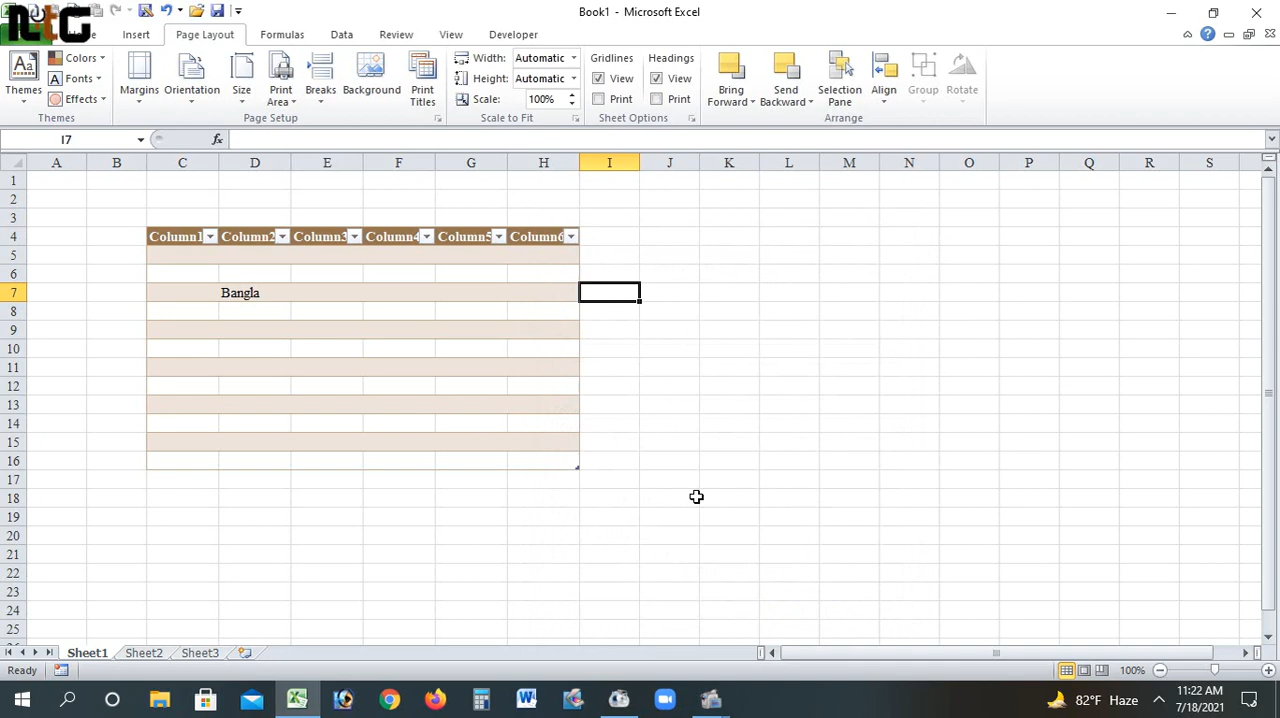 NtG
Book1 - Microsoft Excel
Insert Page Layout Formulas Data Review View Developer
Themes Colors Fonts Effects Themes
Margins Orientation Size Print Area Breaks Background Print Titles Page Setup
Width: Automatic Height: Automatic Scale: 100% Scale to Fit
Gridlines View Print Headings View Print Sheet Options
Bring Forward Send Backward Selection Pane Align Group Rotate Arrange
I7 fx
A B C D E F G H I J K L M N O P Q R S
1
2
3
4 Column1 Column2 Column3 Column4 Column5 Column6
5
6
7 Bangla
8
9
10
11
12
13
14
15
16
17
18
19
20
21
22
23
24
25
Sheet1 Sheet2 Sheet3
Ready 100%
82°F Haze 11:22 AM
7/18/2021